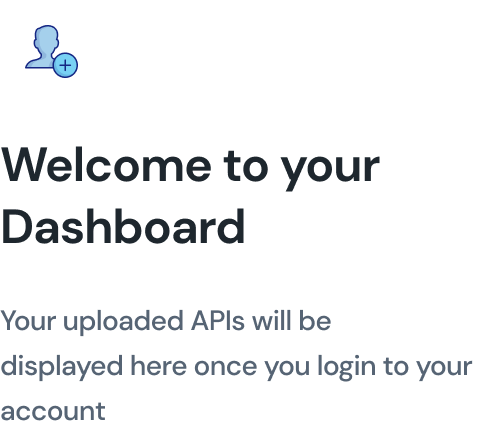 Welcome to your
Dashboard
Your uploaded APIs will be
displayed here once you login to your
account